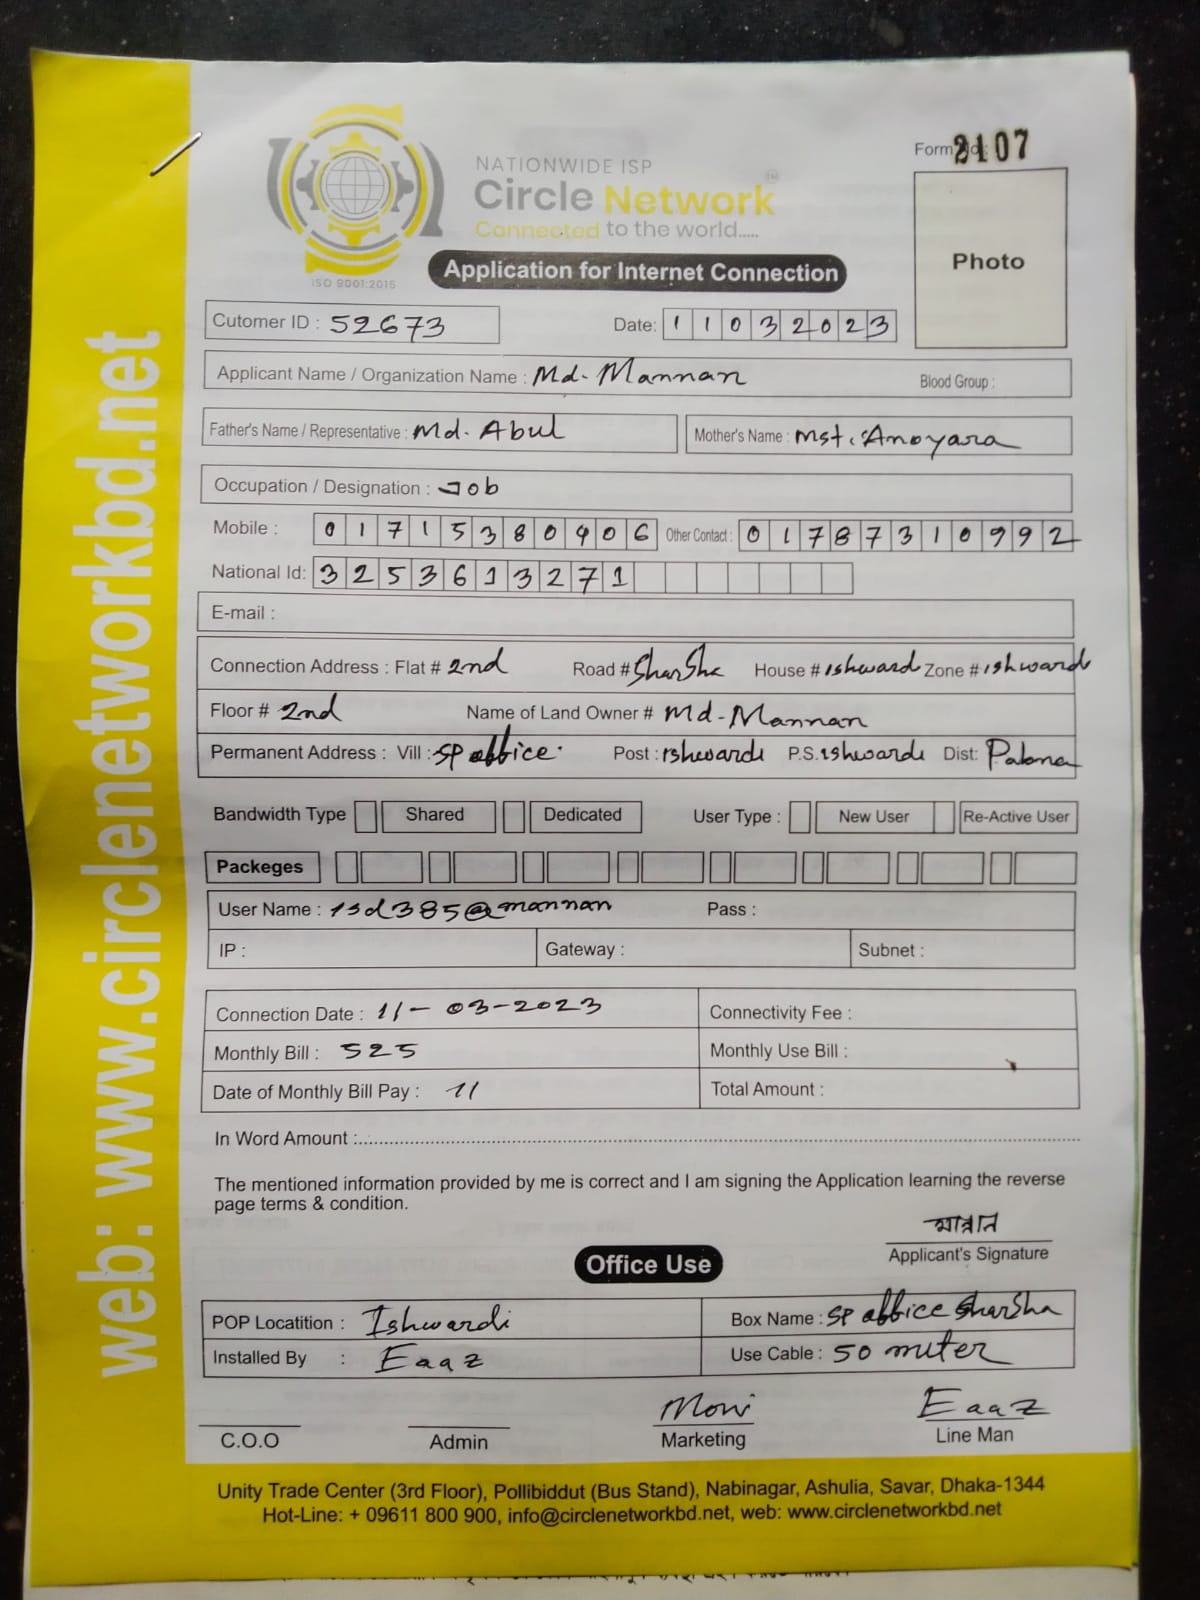 web: www.circlenetworkbd.net
NATIONWIDE ISP
Circle Network TM
Connected to the world.....
ISO 9001:2015
Form No: 2107
Photo
Application for Internet Connection
Cutomer ID : 52673 Date: 11032023
Applicant Name / Organization Name : Md. Mannan Blood Group :
Father's Name / Representative : Md. Abul Mother's Name : Mst. Anoyara
Occupation / Designation : Job
Mobile : 01715380906 Other Contact : 01787310992
National Id: 3253613271
E-mail :
Connection Address : Flat # 2nd Road # SharSha House # ishwardi Zone # ishwardi
Floor # 2nd Name of Land Owner # Md-Mannan
Permanent Address : Vill : SP office. Post : ishwardi P.S. ishwardi Dist: Pabna
Bandwidth Type Shared Dedicated User Type : New User Re-Active User
Packeges
User Name : isd385@mannan Pass :
IP : Gateway : Subnet :
Connection Date : 11-03-2023 Connectivity Fee :
Monthly Bill : 525 Monthly Use Bill :
Date of Monthly Bill Pay : 11 Total Amount :
In Word Amount :
The mentioned information provided by me is correct and I am signing the Application learning the reverse
page terms & condition.
মান্নান
Applicant's Signature
Office Use
POP Locatition : Ishwardi Box Name : SP office SharSha
Installed By : Eaaz Use Cable : 50 miter
Moni Eaaz
C.O.O Admin Marketing Line Man
Unity Trade Center (3rd Floor), Pollibiddut (Bus Stand), Nabinagar, Ashulia, Savar, Dhaka-1344
Hot-Line: + 09611 800 900, info@circlenetworkbd.net, web: www.circlenetworkbd.net